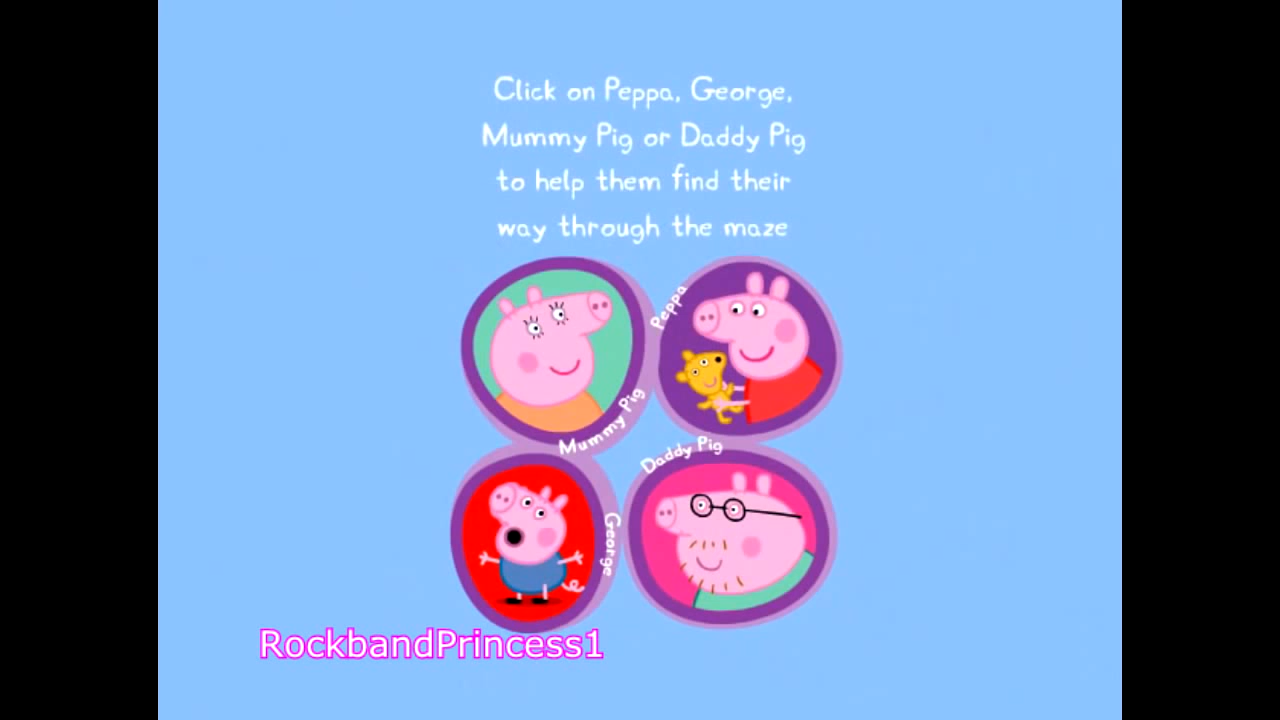 Click on Peppa, George,
Mummy Pig or Daddy Pig
to help them find their
way through the maze
Peppa
Mummy Pig
Daddy Pig
George
RockbandPrincess1